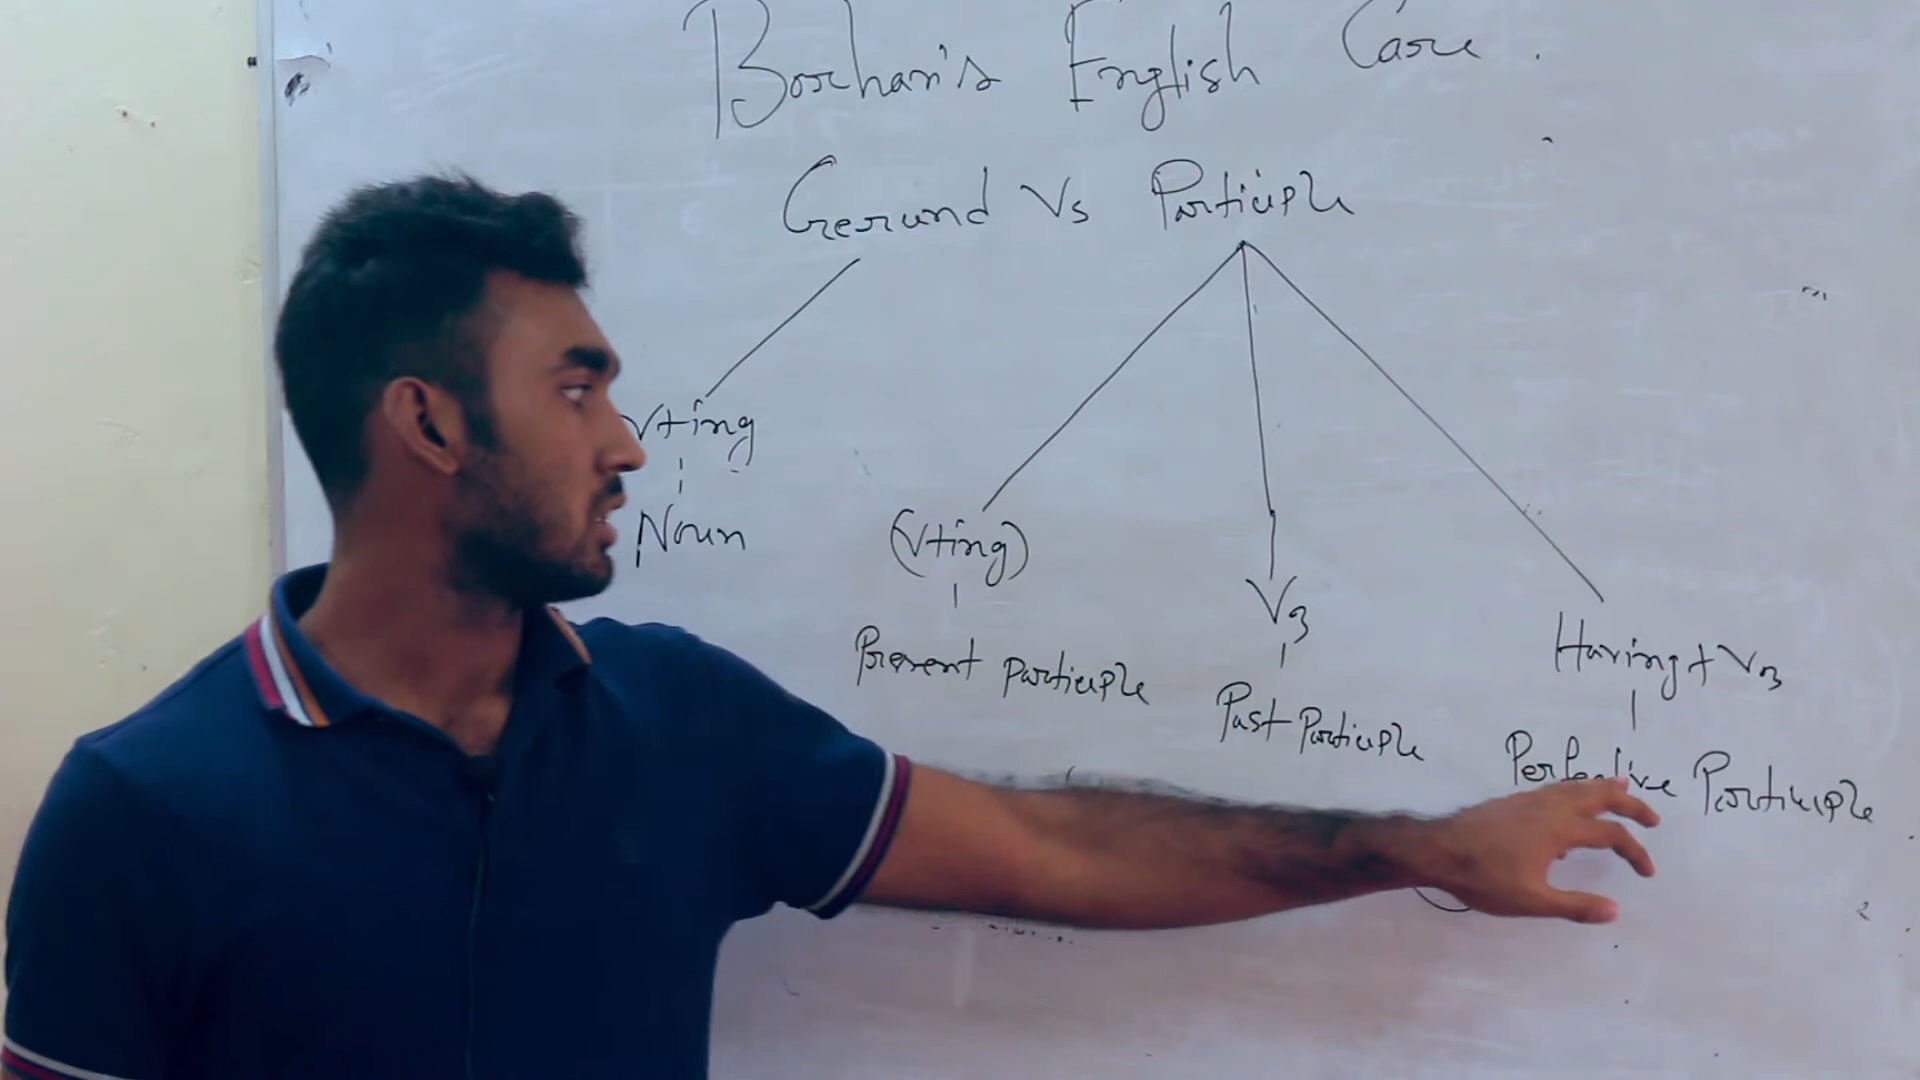 Borhan's English Care
Gerund Vs Participle
V+ing
Noun
(V+ing)
Present participle
V3
Past Participle
Having + V3
Perfective Participle